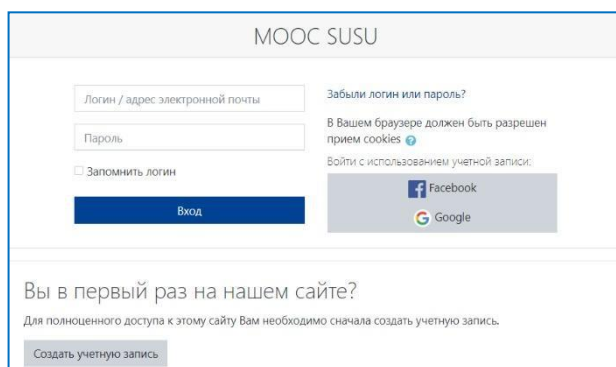 MOOC SUSU
Логин / адрес электронной почты
Пароль
Запомнить логин
Вход
Забыли логин или пароль?
В Вашем браузере должен быть разрешен
прием cookies
Войти с использованием учетной записи:
Facebook
Google
Вы в первый раз на нашем сайте?
Для полноценного доступа к этому сайту Вам необходимо сначала создать учетную запись.
Создать учетную запись